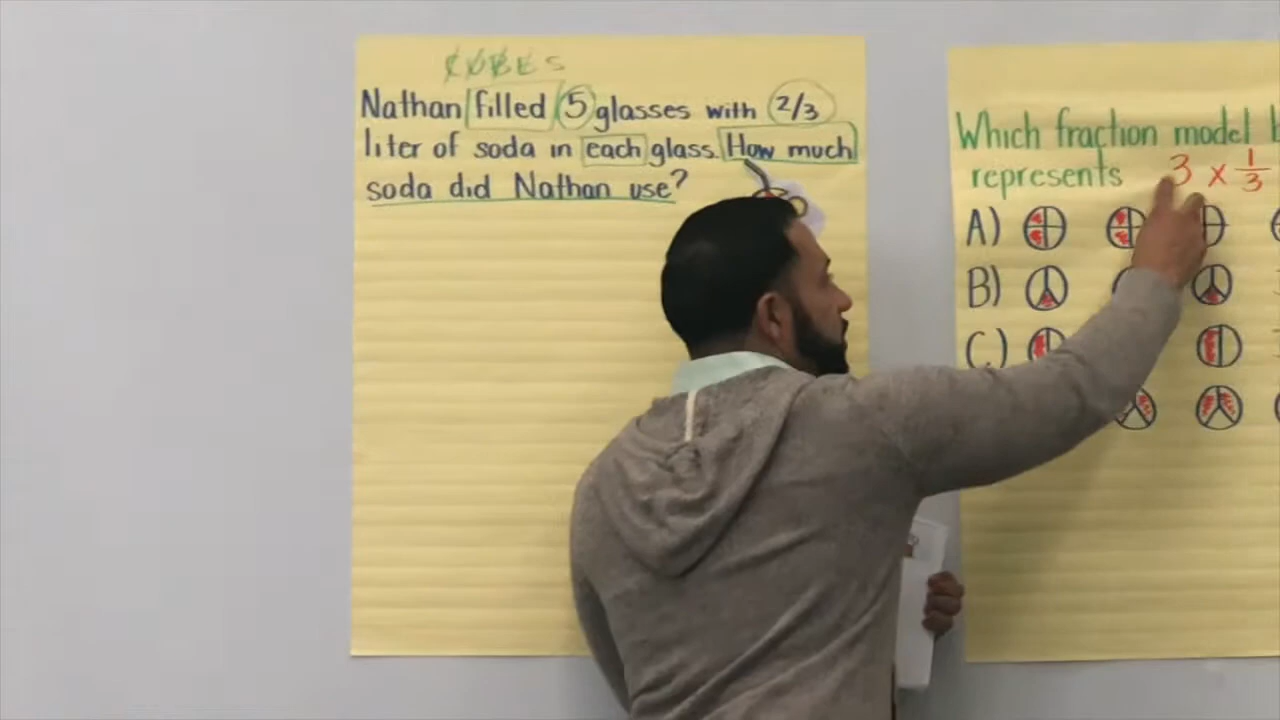 CUBES
Nathan filled 5 glasses with 2/3
liter of soda in each glass. How much
soda did Nathan use?
Which fraction model
represents 3 x 1/3
A)
B)
C)